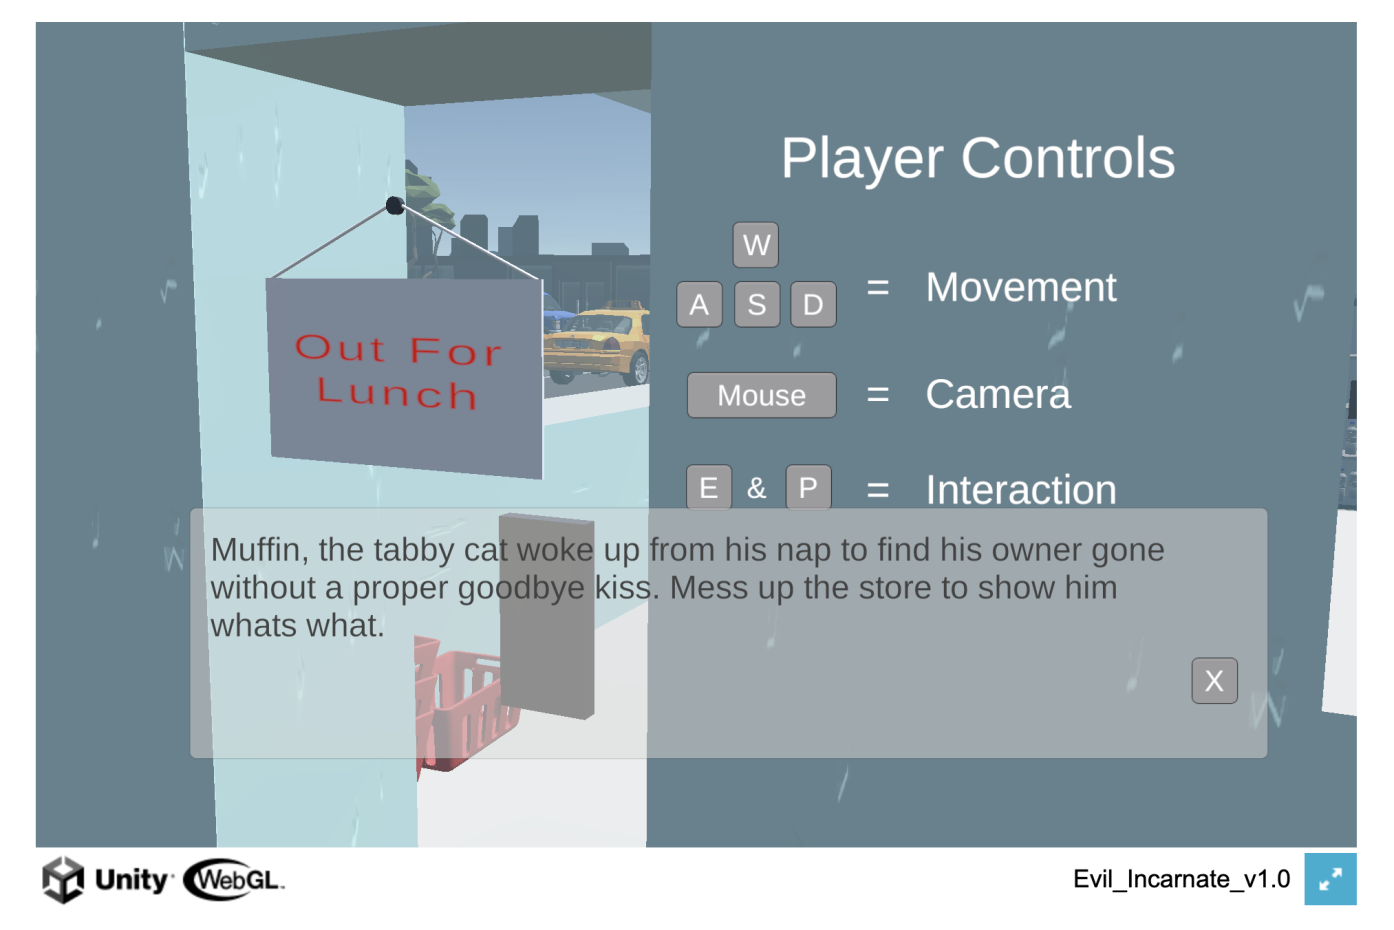 Player Controls
W
A S D = Movement
Out For
Lunch
Mouse = Camera
E & P = Interaction
Muffin, the tabby cat woke up from his nap to find his owner gone
without a proper goodbye kiss. Mess up the store to show him
whats what.
X
Unity WebGL
Evil_Incarnate_v1.0